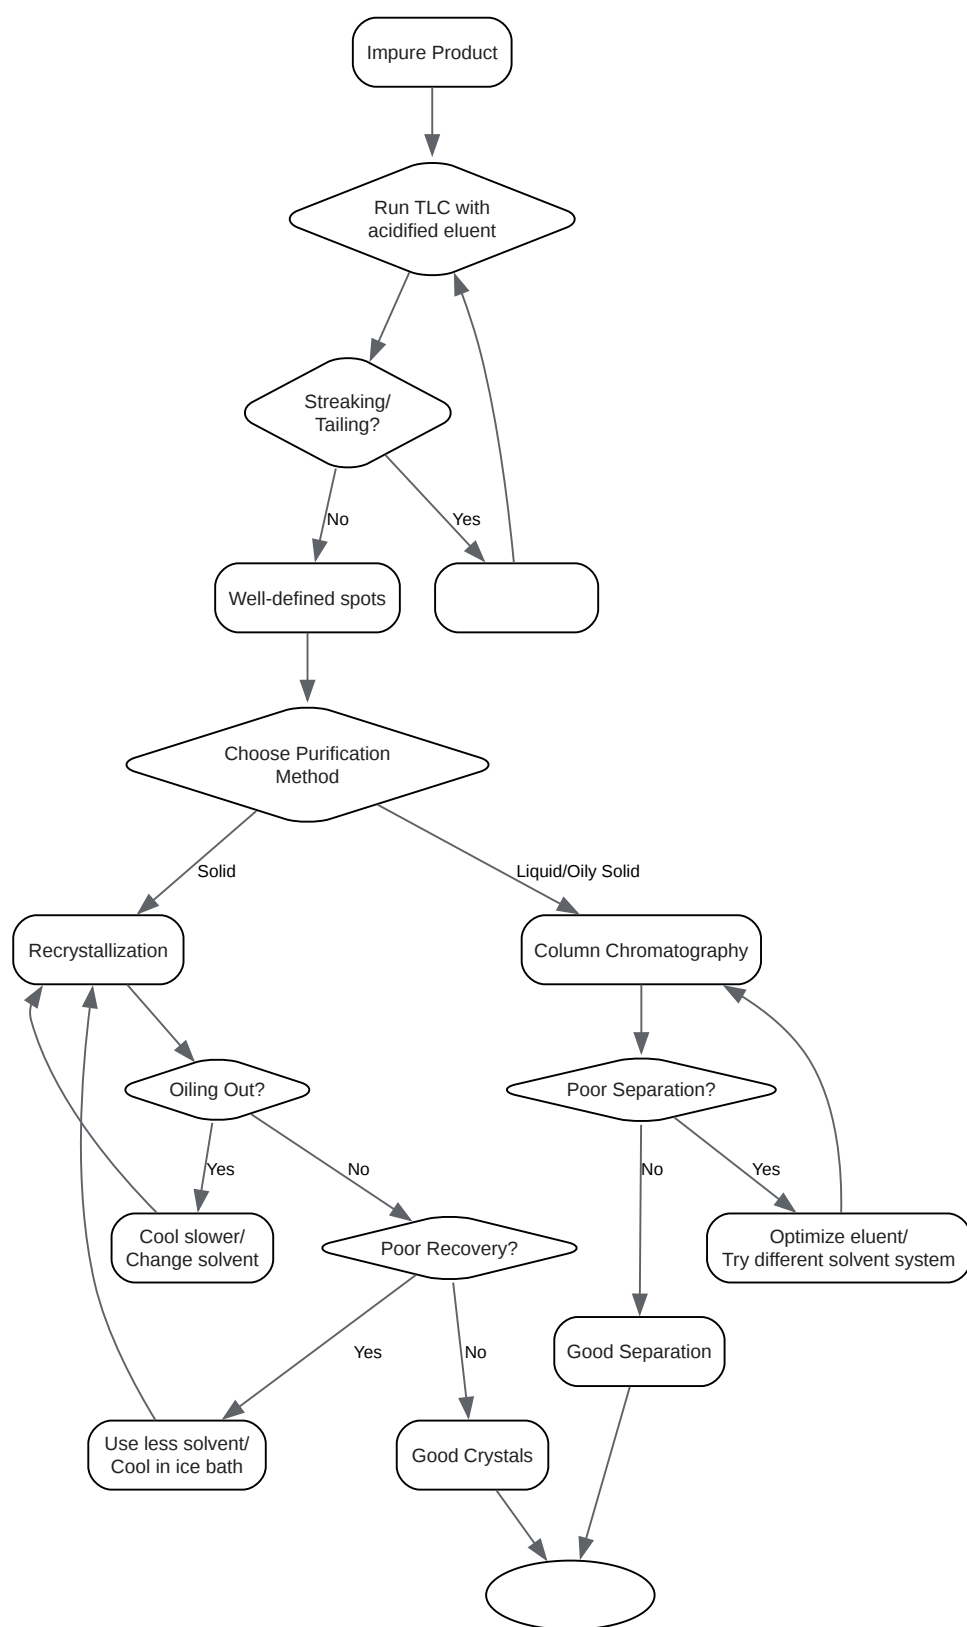 Impure Product
Run TLC with
acidified eluent
Streaking/
Tailing?
No
Yes
Well-defined spots
Choose Purification
Method
Solid
Liquid/Oily Solid
Recrystallization
Column Chromatography
Oiling Out?
Poor Separation?
Yes
No
No
Yes
Cool slower/
Change solvent
Poor Recovery?
Optimize eluent/
Try different solvent system
Yes
No
Good Separation
Use less solvent/
Cool in ice bath
Good Crystals